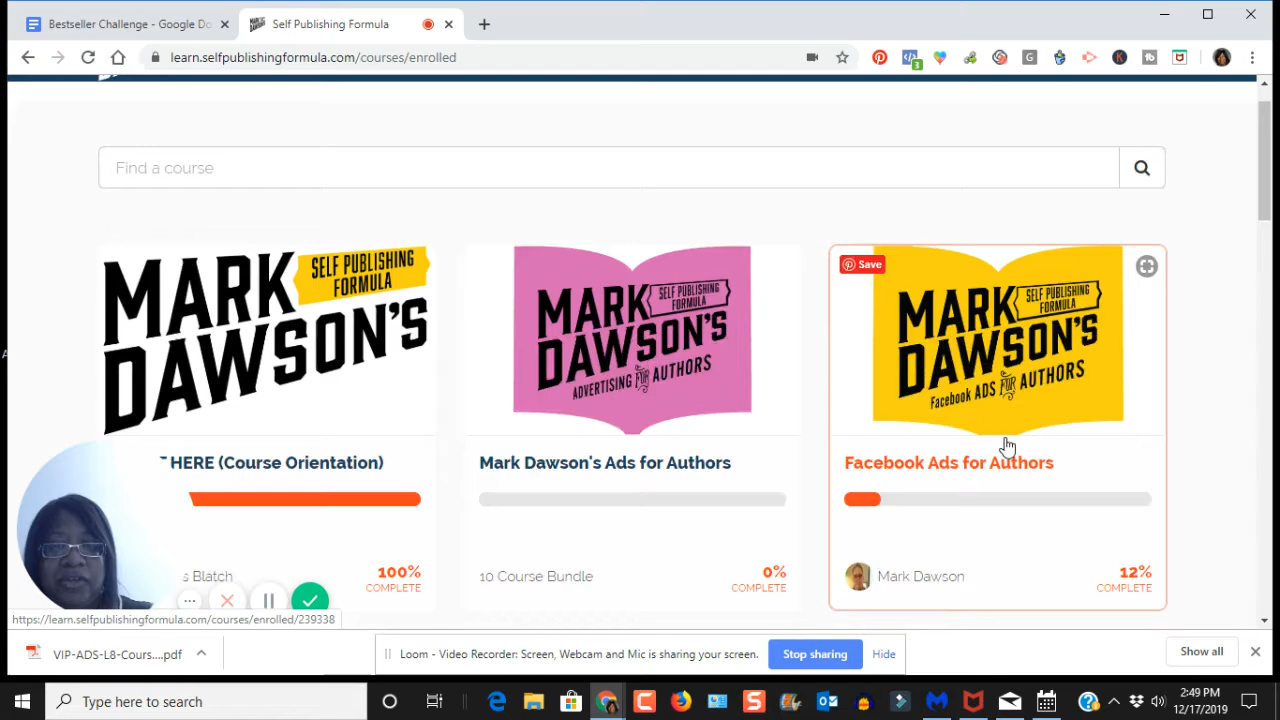 Bestseller Challenge - Google Do
Self Publishing Formula
learn.selfpublishingformula.com/courses/enrolled
3
Find a course
MARK
DAWSON'S
SELF PUBLISHING
FORMULA
MARK
DAWSON'S
SELF PUBLISHING
FORMULA
ADVERTISING FOR AUTHORS
Save
MARK
DAWSON'S
SELF PUBLISHING
FORMULA
Facebook ADS FOR AUTHORS
HERE (Course Orientation)
Mark Dawson's Ads for Authors
Facebook Ads for Authors
s Blatch
100%
COMPLETE
10 Course Bundle
0%
COMPLETE
Mark Dawson
12%
COMPLETE
https://learn.selfpublishingformula.com/courses/enrolled/239338
VIP-ADS-L8-Cours....pdf
Loom - Video Recorder: Screen, Webcam and Mic is sharing your screen.
Stop sharing
Hide
Show all
Type here to search
2:49 PM
12/17/2019